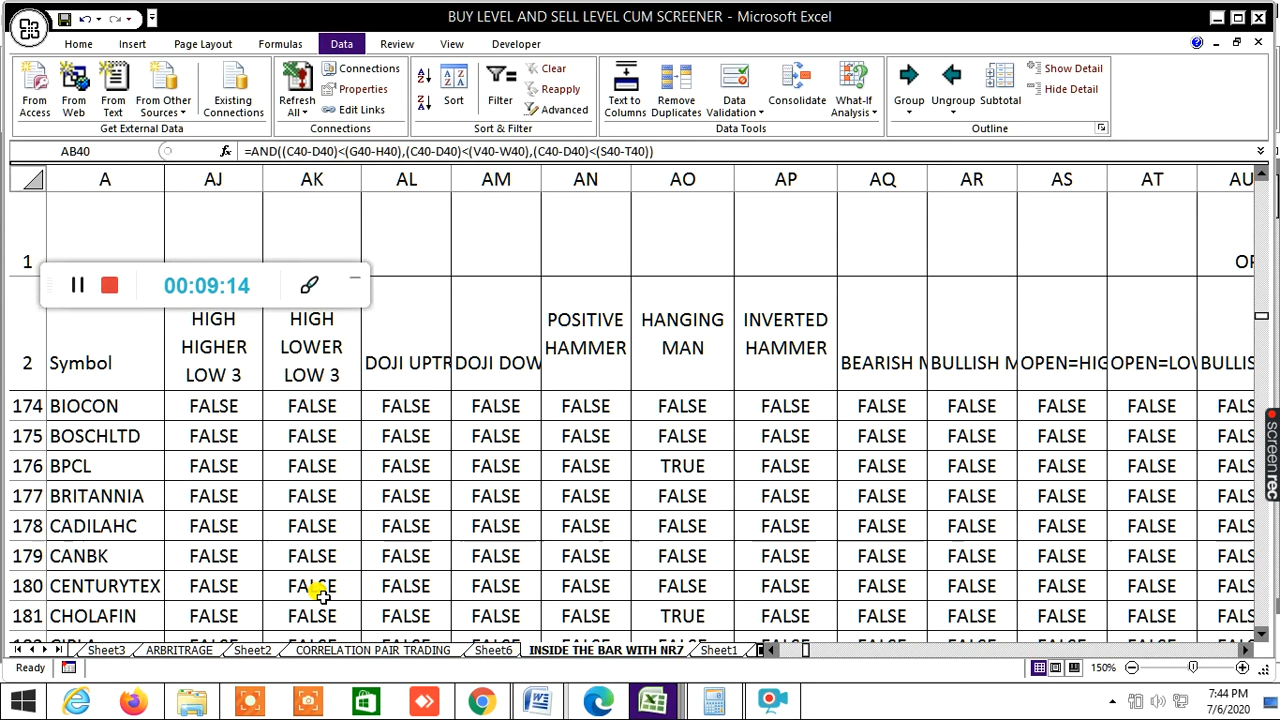 BUY LEVEL AND SELL LEVEL CUM SCREENER - Microsoft Excel
Home Insert Page Layout Formulas Data Review View Developer
From Access From Web From Text From Other Sources Existing Connections
Get External Data
Refresh All Connections Properties Edit Links
Connections
Sort Filter Clear Reapply Advanced
Sort & Filter
Text to Columns Remove Duplicates Data Validation Consolidate What-If Analysis
Data Tools
Group Ungroup Subtotal Show Detail Hide Detail
Outline
AB40 fx =AND((C40-D40)<(G40-H40),(C40-D40)<(V40-W40),(C40-D40)<(S40-T40))
A AJ AK AL AM AN AO AP AQ AR AS AT AU
1 OP
00:09:14
2 Symbol HIGH HIGHER LOW 3 HIGH LOWER LOW 3 DOJI UPTR DOJI DOW POSITIVE HAMMER HANGING MAN INVERTED HAMMER BEARISH M BULLISH M OPEN=HIG OPEN=LOW BULLIS
174 BIOCON FALSE FALSE FALSE FALSE FALSE FALSE FALSE FALSE FALSE FALSE FALSE FALS
175 BOSCHLTD FALSE FALSE FALSE FALSE FALSE FALSE FALSE FALSE FALSE FALSE FALSE FALS
176 BPCL FALSE FALSE FALSE FALSE FALSE TRUE FALSE FALSE FALSE FALSE FALSE FALS
177 BRITANNIA FALSE FALSE FALSE FALSE FALSE FALSE FALSE FALSE FALSE FALSE FALSE FALS
178 CADILAHC FALSE FALSE FALSE FALSE FALSE FALSE FALSE FALSE FALSE FALSE FALSE FALS
179 CANBK FALSE FALSE FALSE FALSE FALSE FALSE FALSE FALSE FALSE FALSE FALSE FALS
180 CENTURYTEX FALSE FALSE FALSE FALSE FALSE FALSE FALSE FALSE FALSE FALSE FALSE FALS
181 CHOLAFIN FALSE FALSE FALSE FALSE FALSE TRUE FALSE FALSE FALSE FALSE FALSE FALS
screenrec
Sheet3 ARBITRAGE Sheet2 CORRELATION PAIR TRADING Sheet6 INSIDE THE BAR WITH NR7 Sheet1
Ready 150%
7:44 PM
7/6/2020